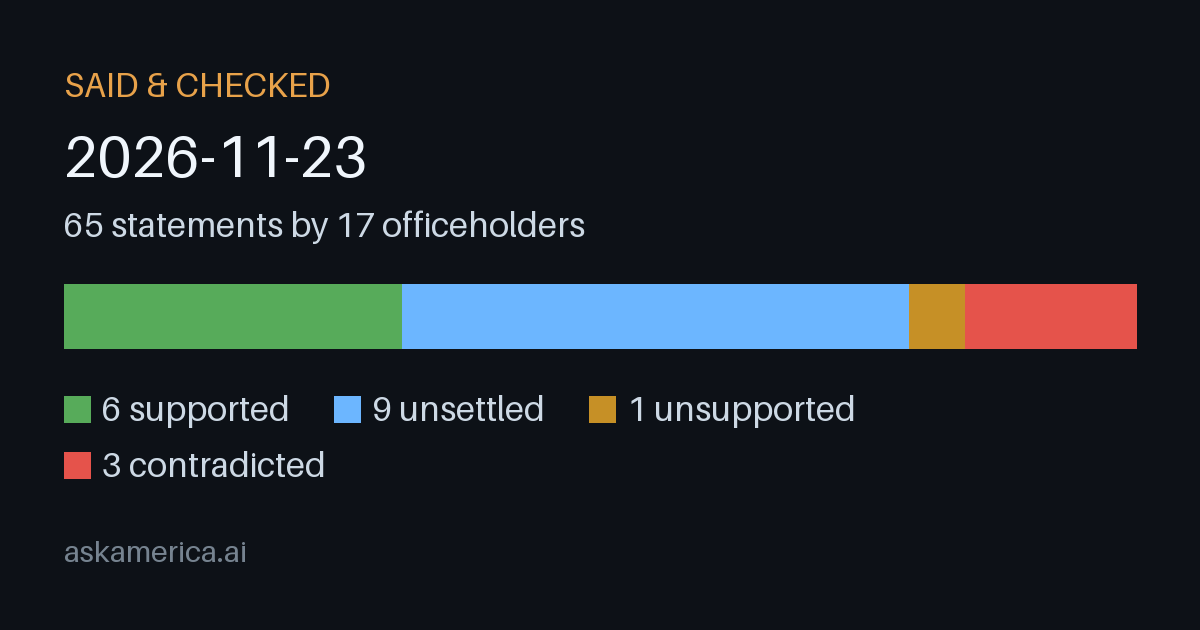 SAID & CHECKED
2026-11-23
65 statements by 17 officeholders
6 supported
9 unsettled
1 unsupported
3 contradicted
askamerica.ai